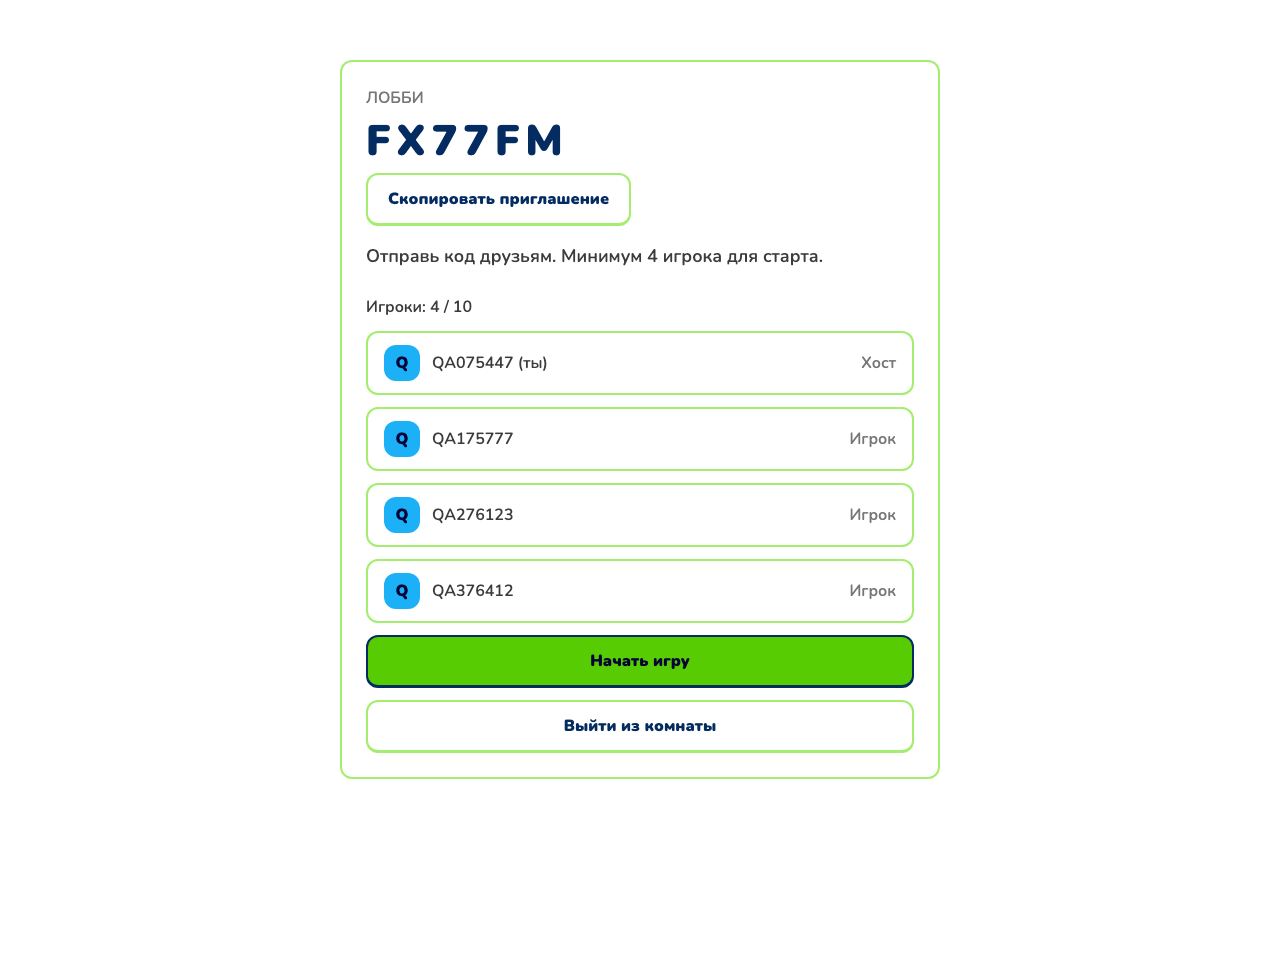 ЛОББИ
FX77FM
Скопировать приглашение
Отправь код друзьям. Минимум 4 игрока для старта.
Игроки: 4 / 10
Q QA075447 (ты) Хост
Q QA175777 Игрок
Q QA276123 Игрок
Q QA376412 Игрок
Начать игру
Выйти из комнаты